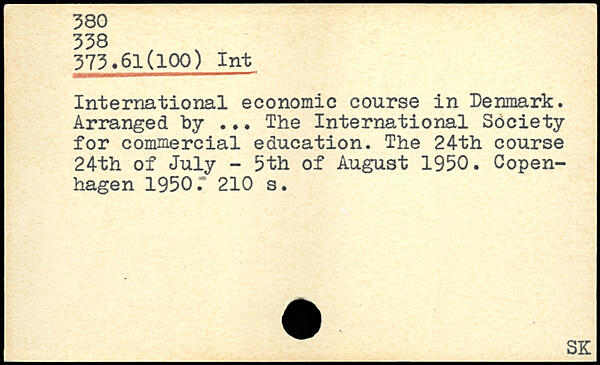 380
338
373.61(100) Int
International economic course in Denmark.
Arranged by ... The International Society
for commercial education. The 24th course
24th of July - 5th of August 1950. Copen-
hagen 1950. 210 s.
SK